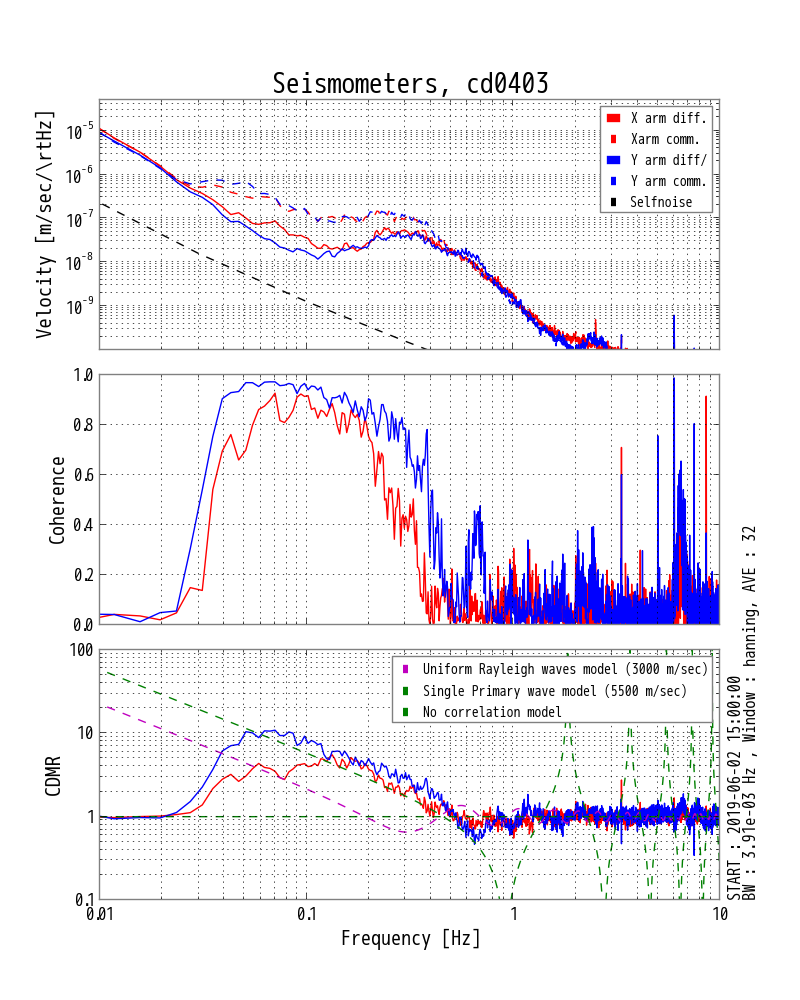 Seismometers, cd0403
Velocity [m/sec/\rtHz]
10^-5
10^-6
10^-7
10^-8
10^-9
X arm diff.
Xarm comm.
Y arm diff/
Y arm comm.
Selfnoise
Coherence
1.0
0.8
0.6
0.4
0.2
0.0
CDMR
100
10
1
0.1
Uniform Rayleigh waves model (3000 m/sec)
Single Primary wave model (5500 m/sec)
No correlation model
0.01
0.1
1
10
Frequency [Hz]
START : 2019-06-02 15:00:00
BW : 3.91e-03 Hz , Window : hanning, AVE : 32